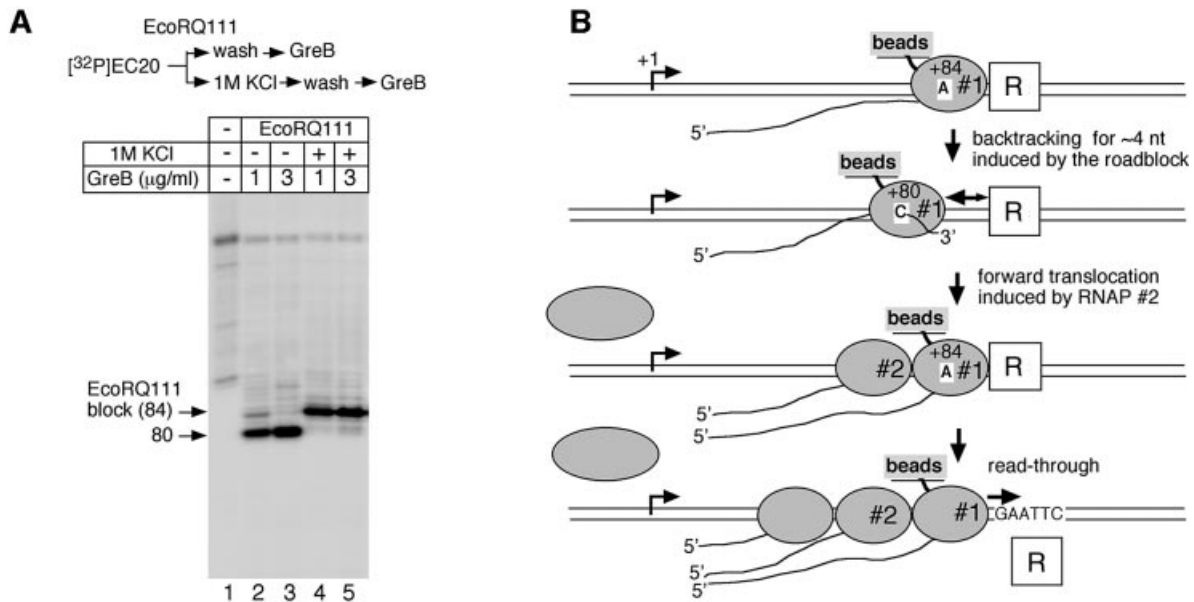 A
EcoRQ111
[32P]EC20
wash GreB
1M KCl wash GreB
- EcoRQ111
1M KCl - - - + +
GreB (μg/ml) - 1 3 1 3
EcoRQ111
block (84)
80
1 2 3 4 5
B
beads
+1 +84
A #1 R
5'
backtracking for ~4 nt
induced by the roadblock
beads
+80
C #1 R
3'
5'
forward translocation
induced by RNAP #2
beads
+84
#2 A #1 R
5'
5'
beads read-through
#2 #1 GAATTC
5'
5'
5'
R